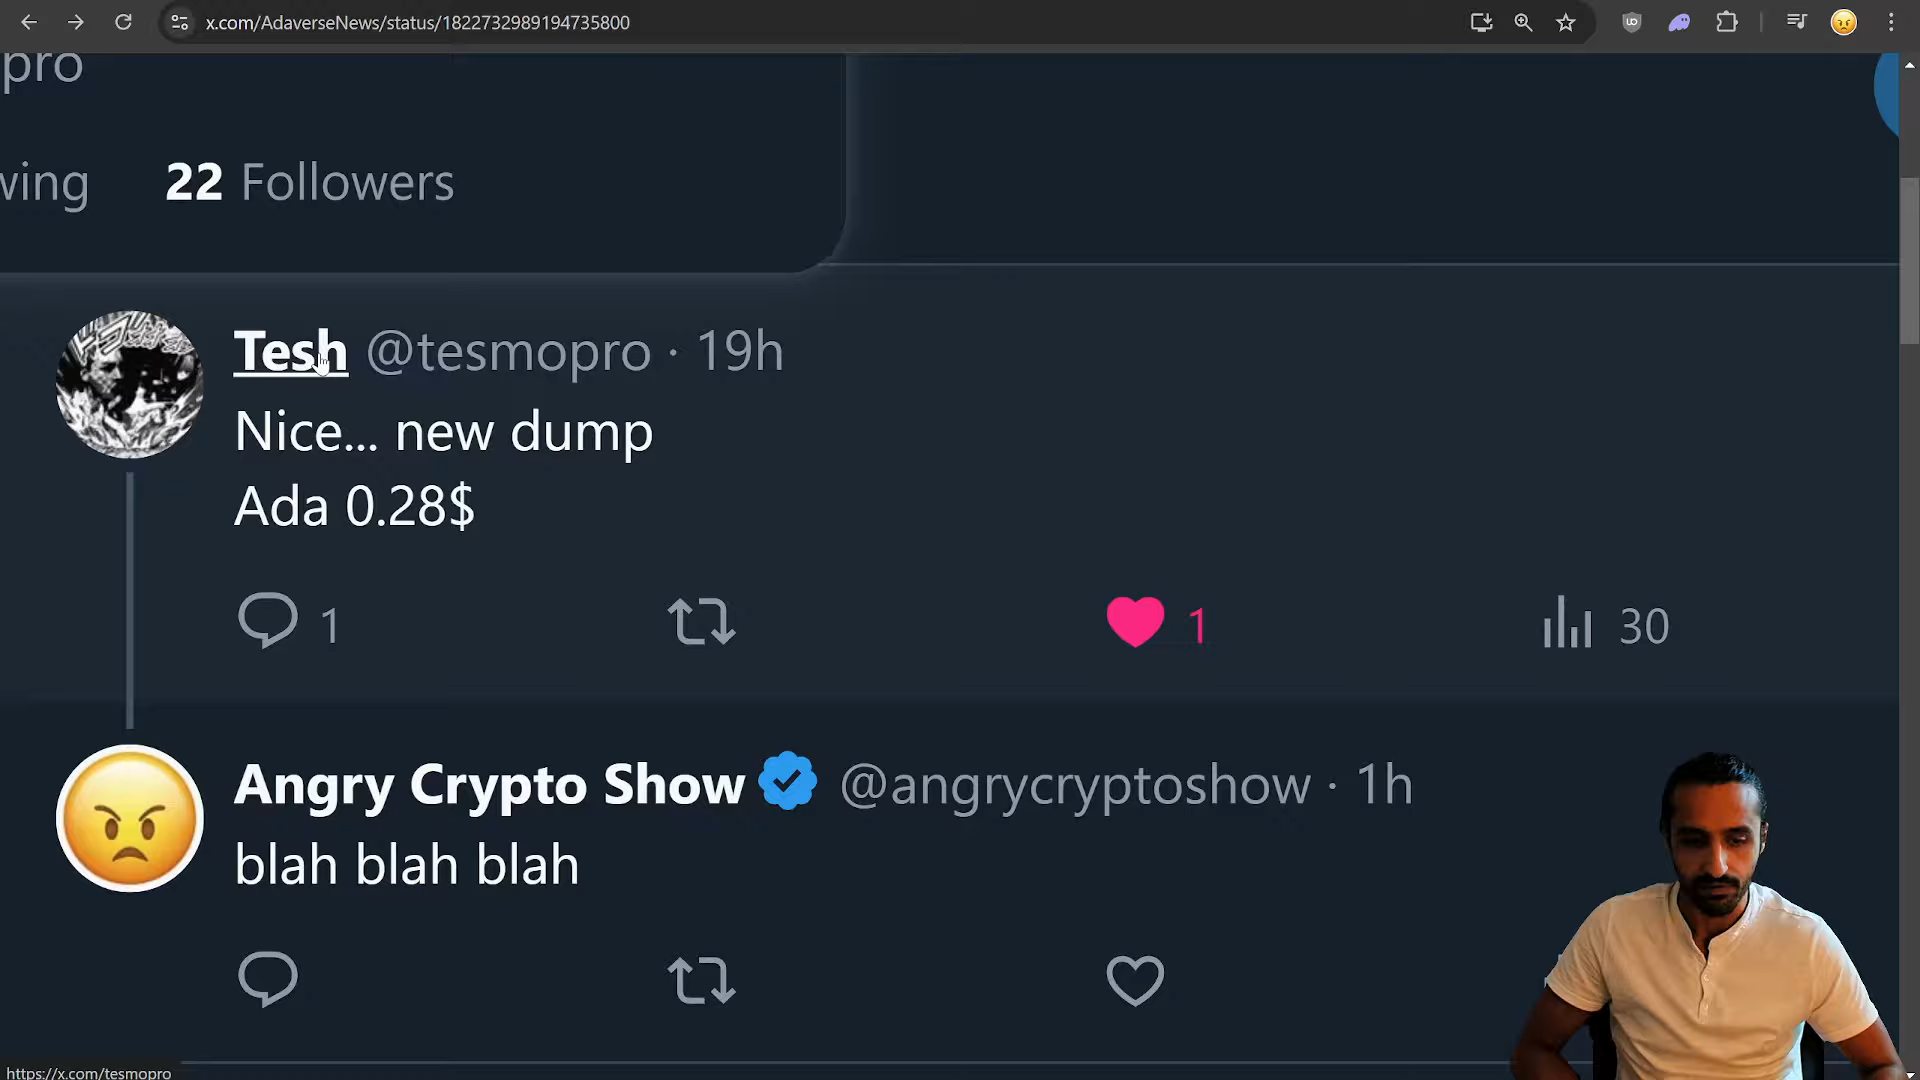 x.com/AdaverseNews/status/1822732989194735800
pro
wing 22 Followers
Tesh @tesmopro · 19h
Nice... new dump
Ada 0.28$
1 1 30
Angry Crypto Show @angrycryptoshow · 1h
blah blah blah
https://x.com/tesmopro